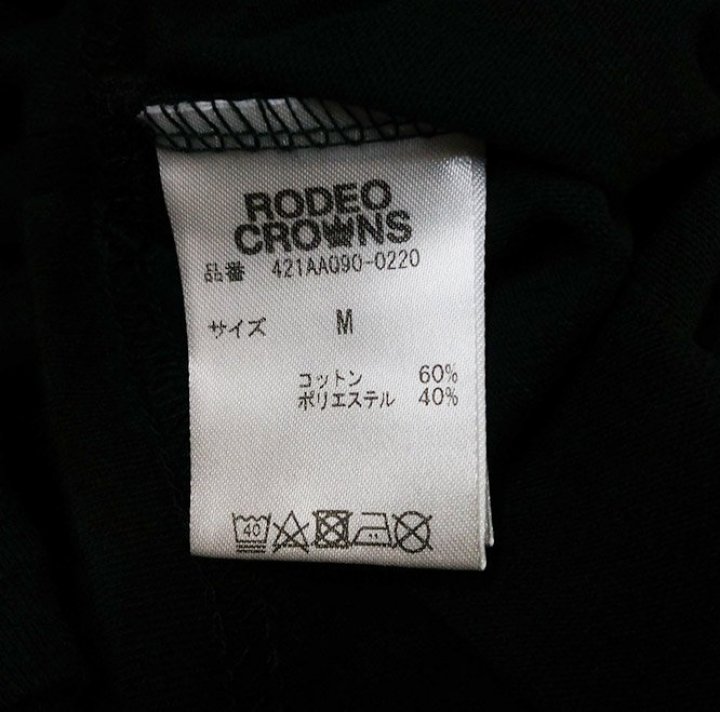 RODEO
CROWNS
品番 421AA090-0220
サイズ M
コットン 60%
ポリエステル 40%
40